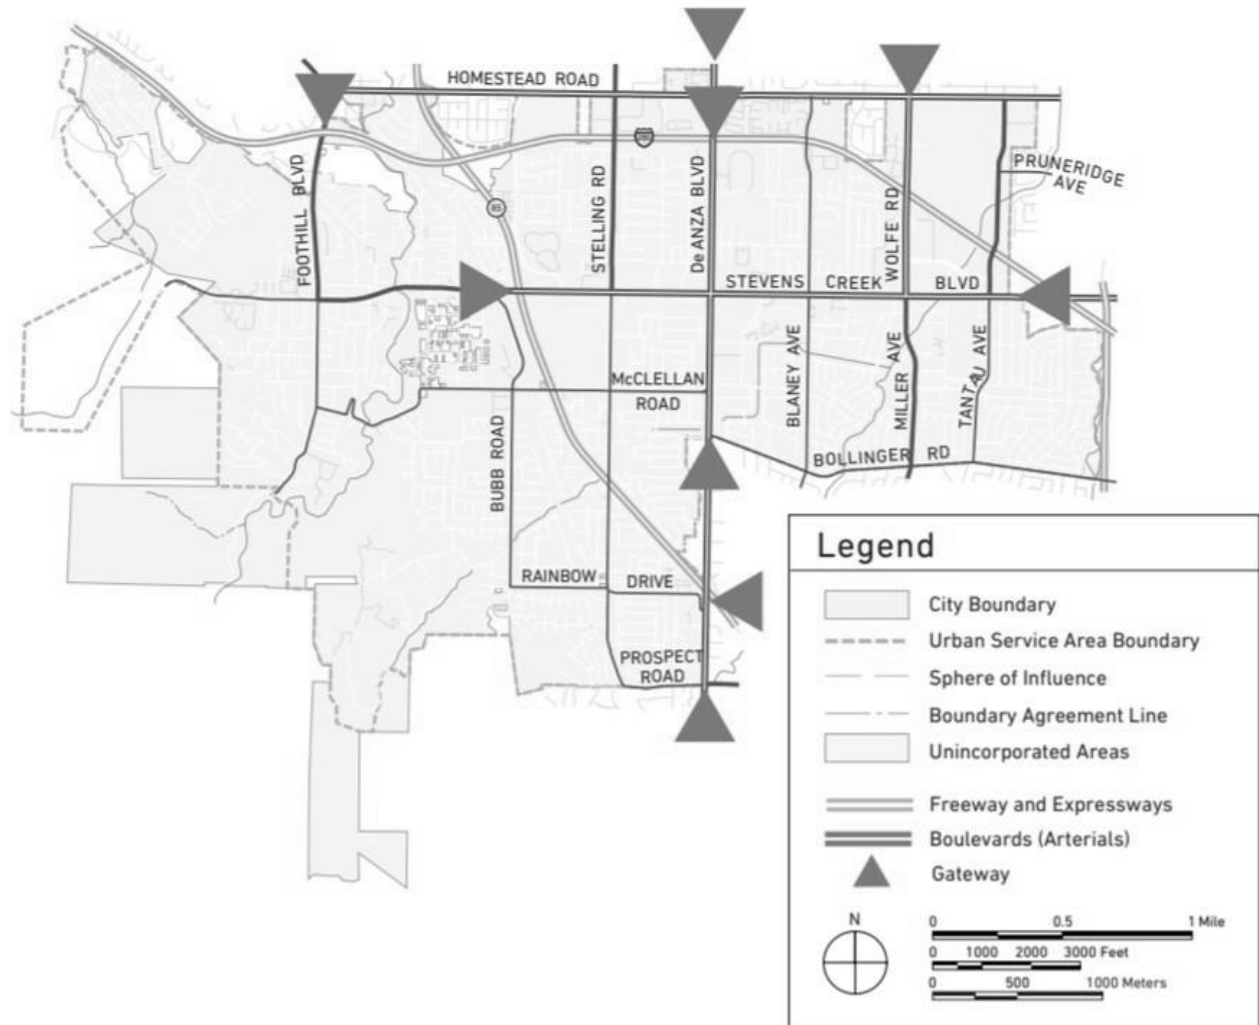 HOMESTEAD ROAD
280
PRUNERIDGE
AVE
FOOTHILL BLVD
85
STELLING RD
De ANZA BLVD
WOLFE RD
STEVENS CREEK BLVD
McCLELLAN
ROAD
BUBB ROAD
BLANEY AVE
MILLER AVE
TANTAU AVE
BOLLINGER RD
RAINBOW DRIVE
PROSPECT
ROAD
Legend
City Boundary
Urban Service Area Boundary
Sphere of Influence
Boundary Agreement Line
Unincorporated Areas
Freeway and Expressways
Boulevards (Arterials)
Gateway
N
0 0.5 1 Mile
0 1000 2000 3000 Feet
0 500 1000 Meters